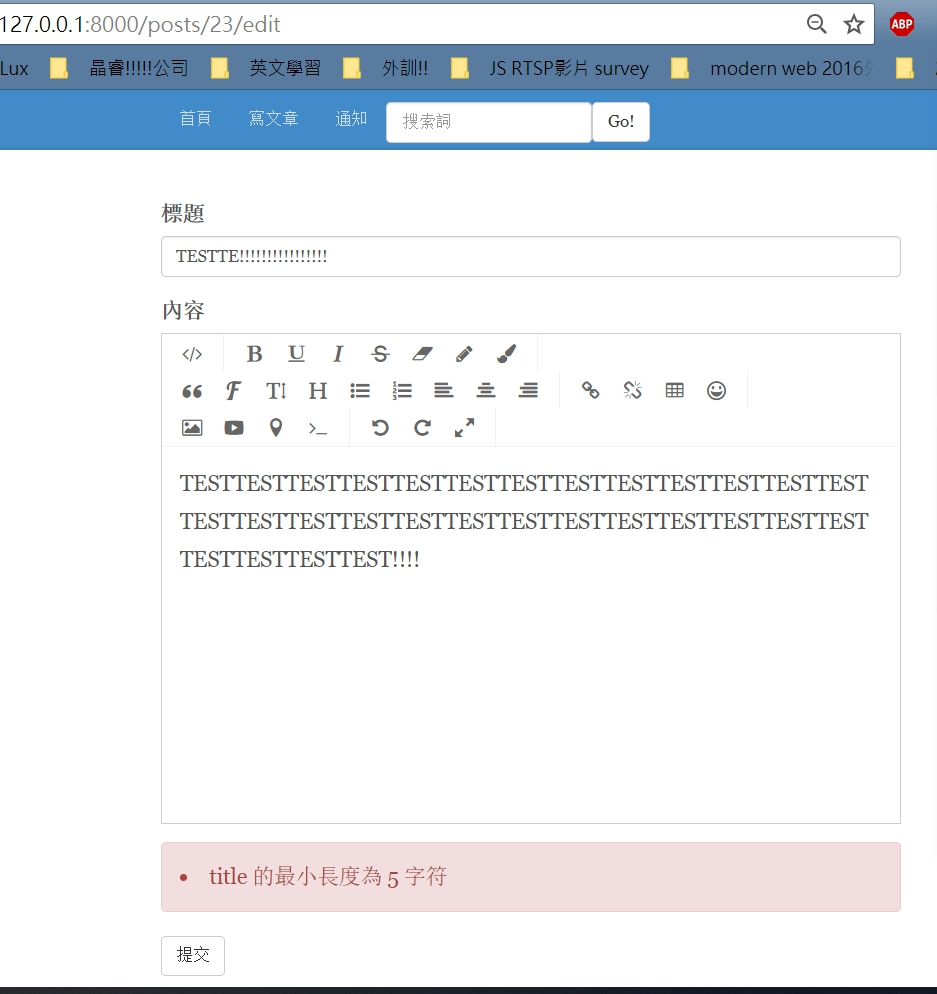 127.0.0.1:8000/posts/23/edit
ABP
Lux 晶睿!!!!!公司 英文學習 外訓!! JS RTSP影片 survey modern web 2016
首頁 寫文章 通知 搜索詞 Go!
標題
TESTTE!!!!!!!!!!!!!!!!
內容
</> B U I S
F T H
TESTTESTTESTTESTTESTTESTTESTTESTTESTTESTTESTTESTTEST
TESTTESTTESTTESTTESTTESTTESTTESTTESTTESTTESTTESTTEST
TESTTESTTESTTEST!!!!
title 的最小長度為 5 字符
提交